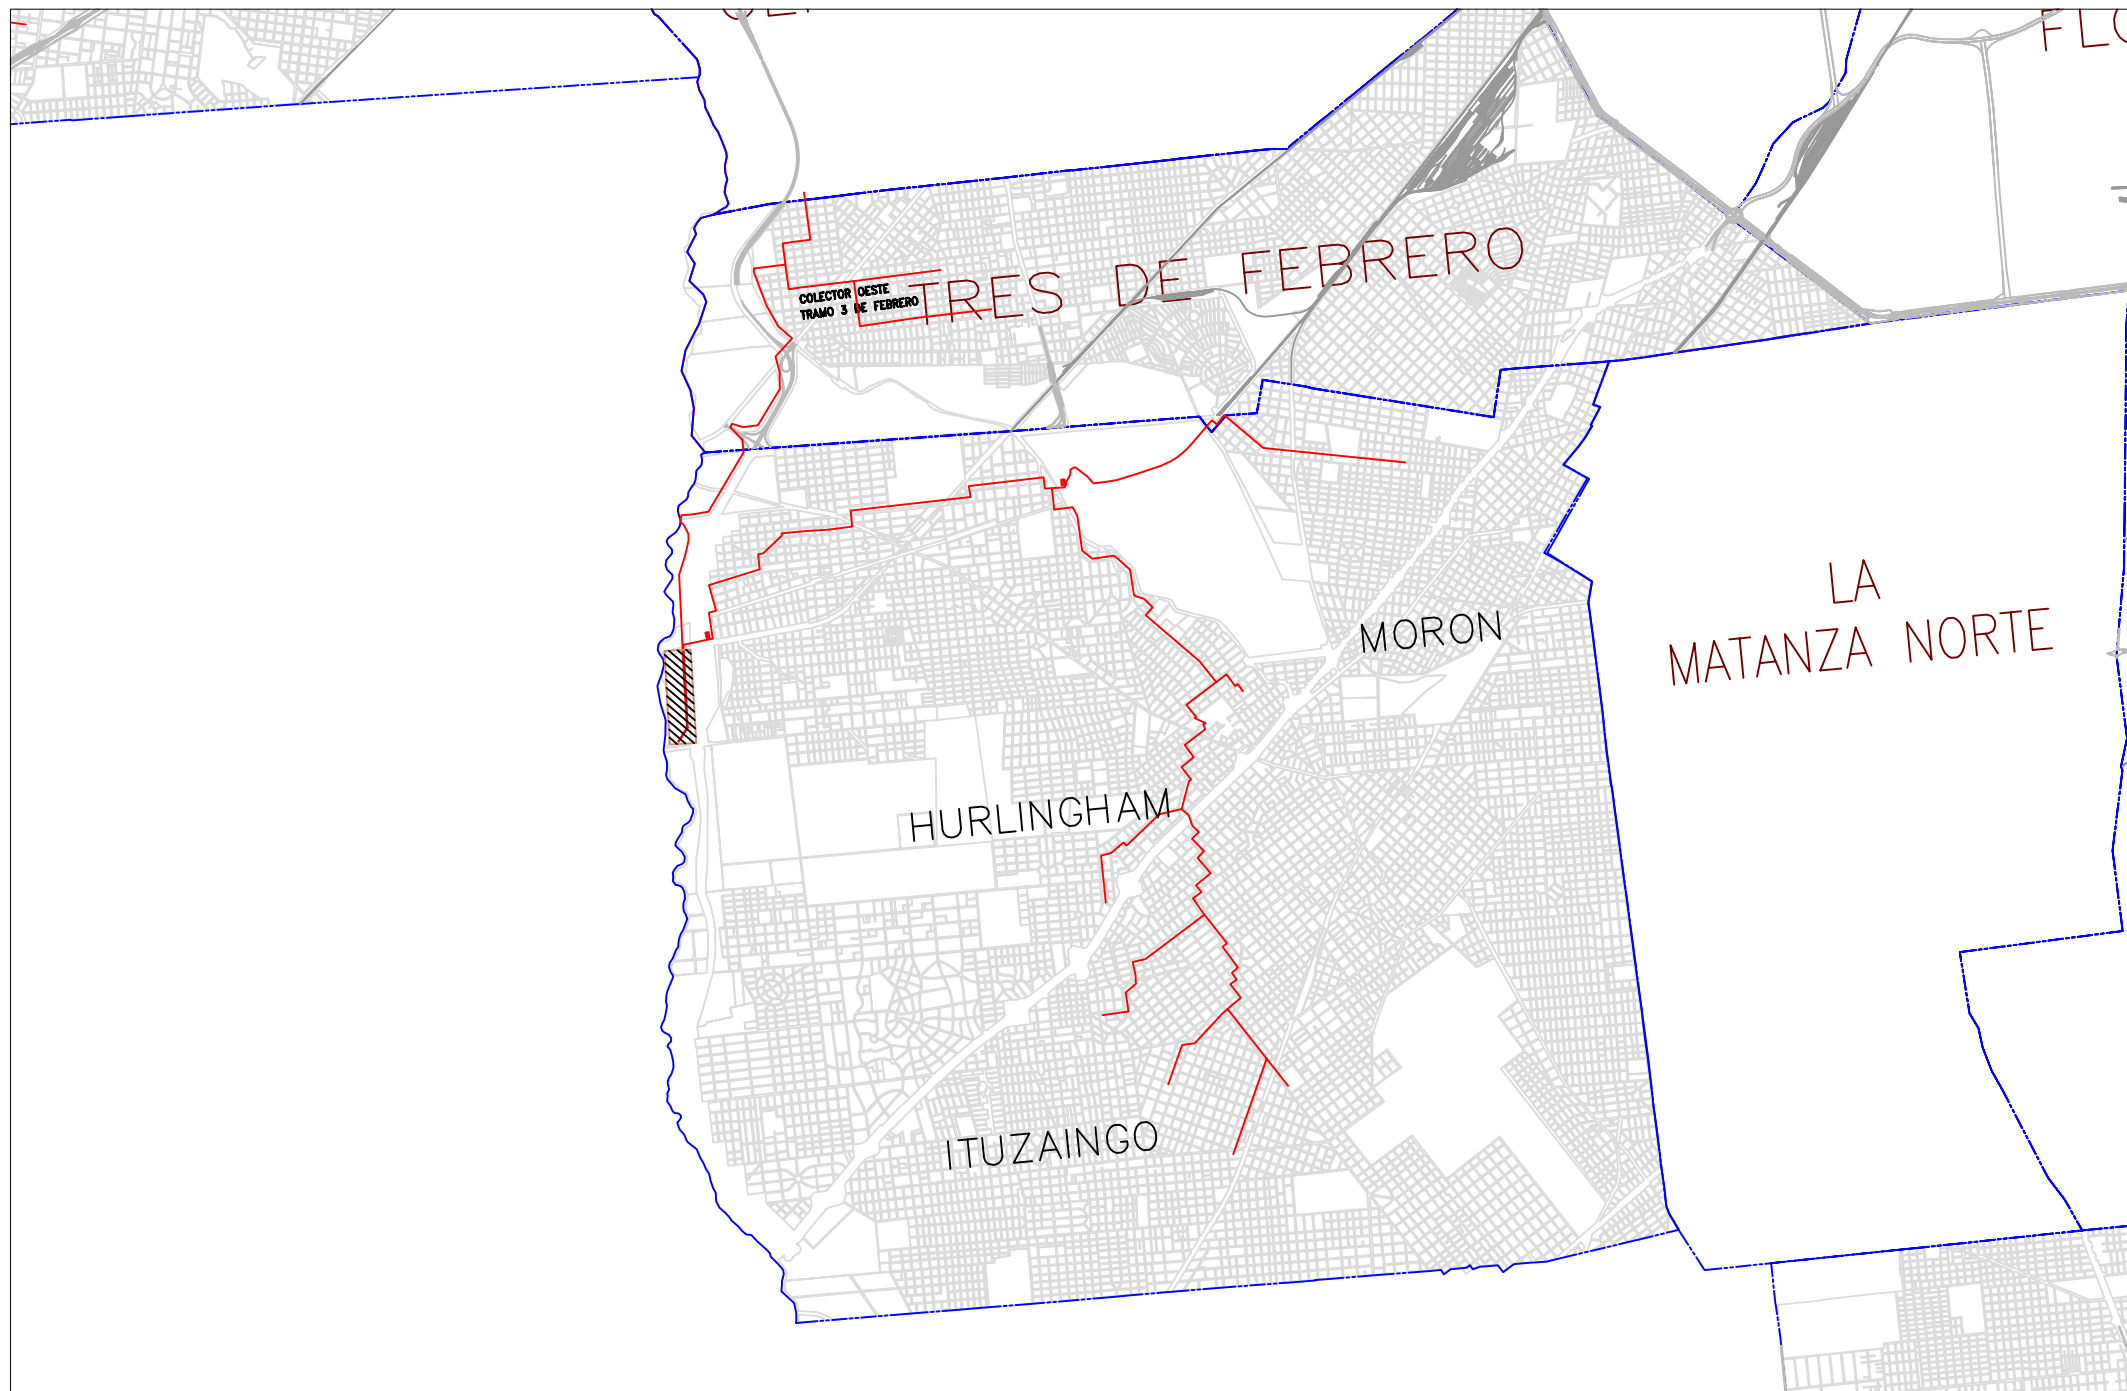 TRES DE FEBRERO
COLECTOR OESTE
TRAMO 3 DE FEBRERO
LA
MATANZA NORTE
MORON
HURLINGHAM
ITUZAINGO